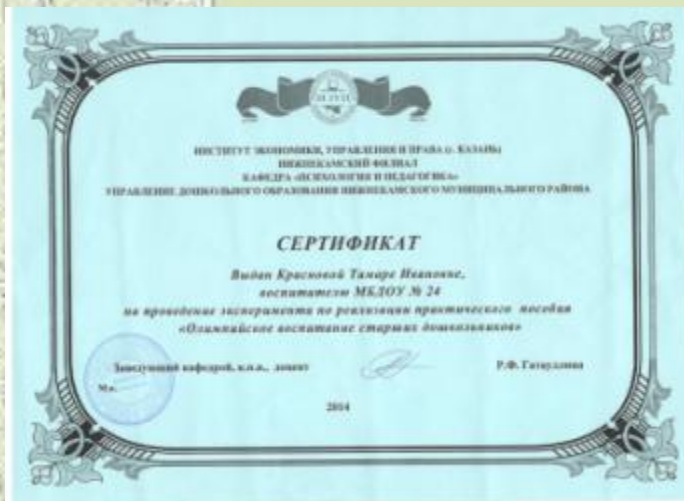 ИНСТИТУТ ЭКОНОМИКИ, УПРАВЛЕНИЯ И ПРАВА (г. КАЗАНЬ)
НИЖНЕКАМСКИЙ ФИЛИАЛ
КАФЕДРА «ПСИХОЛОГИЯ И ПЕДАГОГИКА»
УПРАВЛЕНИЕ ДОШКОЛЬНОГО ОБРАЗОВАНИЯ НИЖНЕКАМСКОГО МУНИЦИПАЛЬНОГО РАЙОНА
СЕРТИФИКАТ
Выдан Красновой Тамаре Ивановне,
воспитателю МБДОУ № 24
на проведение эксперимента по реализации практического пособия
«Олимпийское воспитание старших дошкольников»
Заведующий кафедрой, к.п.н., доцент Р.Ф. Гатауллина
М.п.
2014